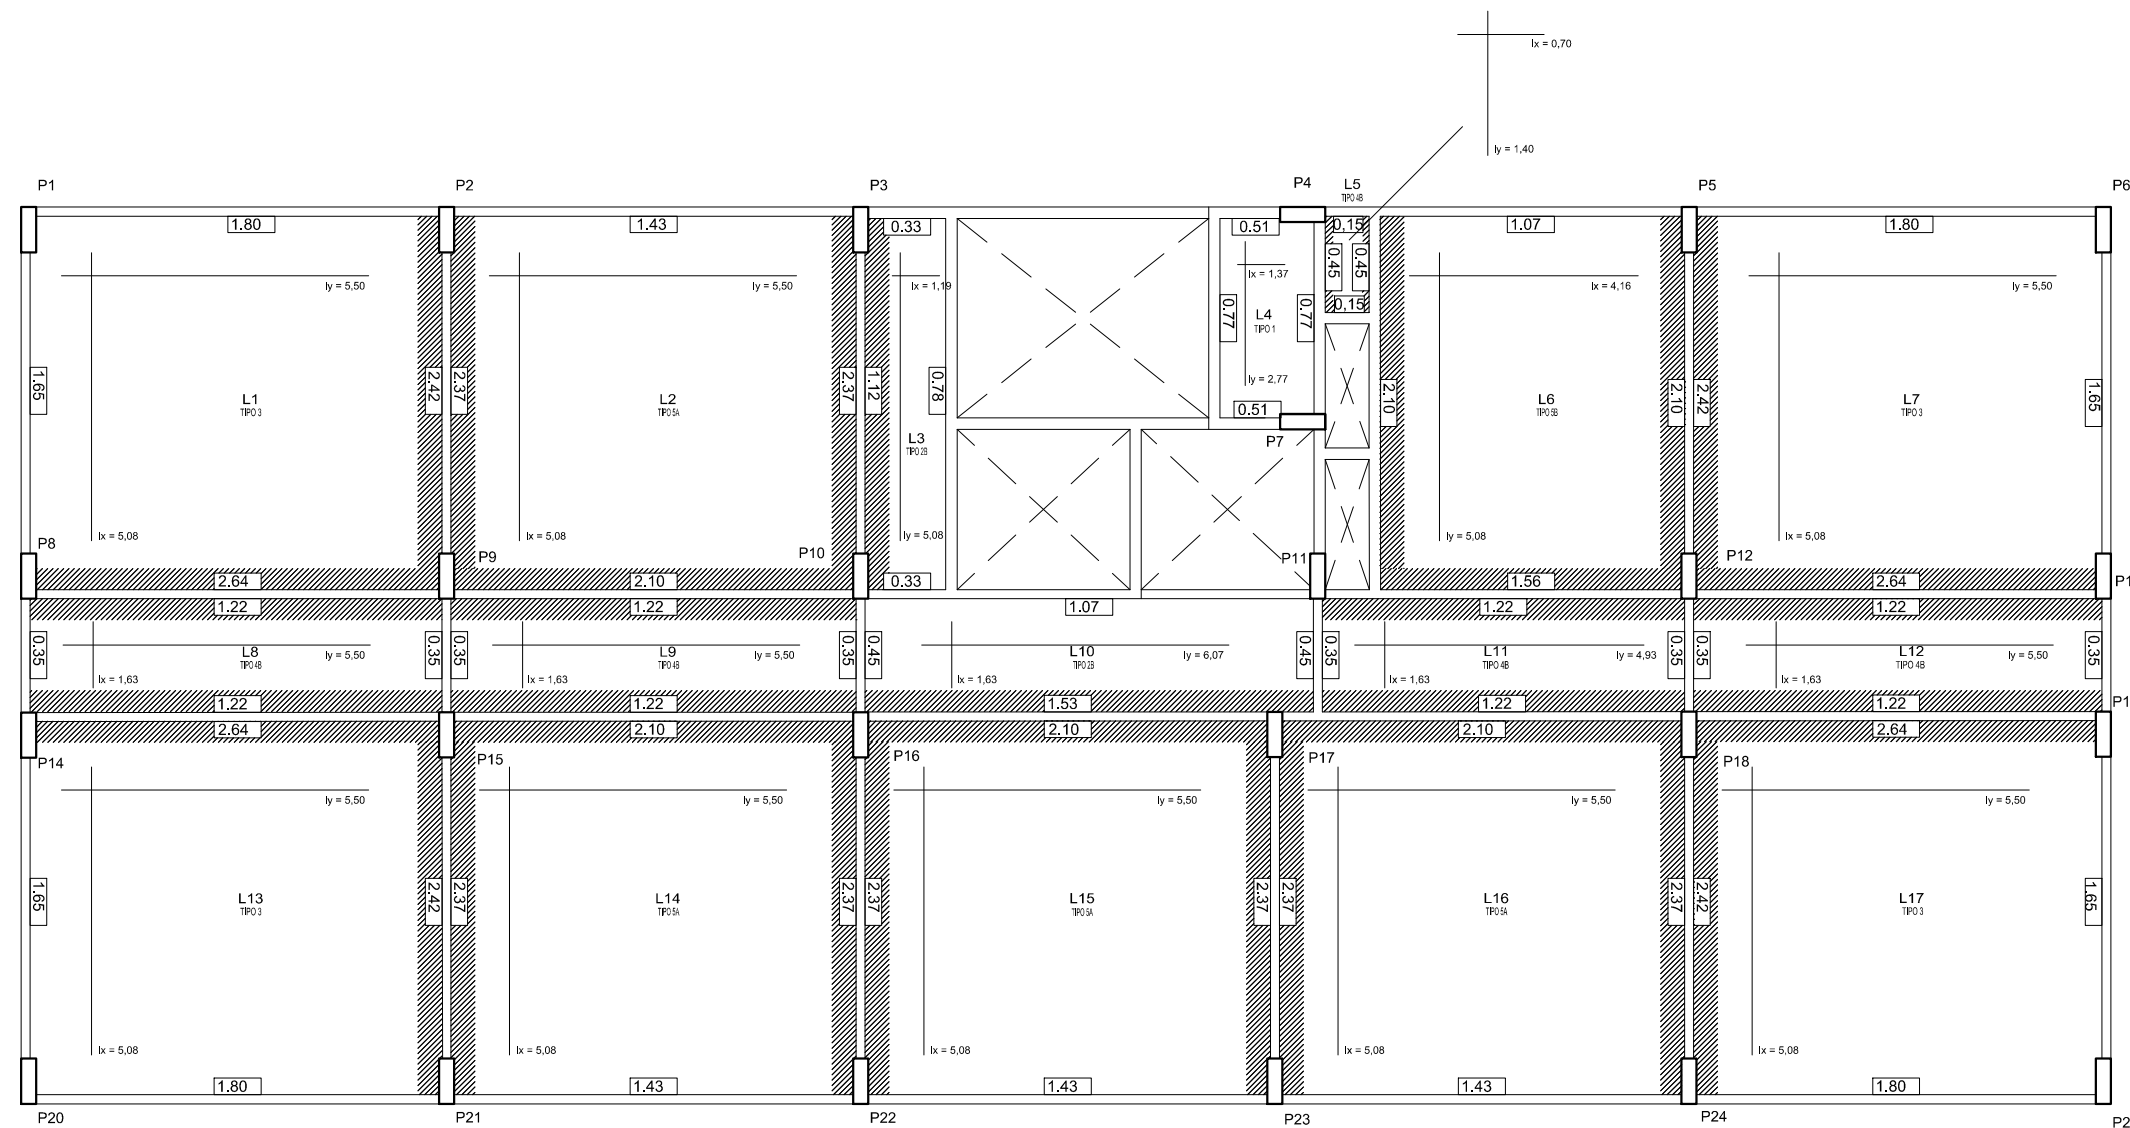 lx = 0,70
ly = 1,40
P1
P2
P3
P4
L5
TIPO 4B
P5
P6
1.80
1.43
0.33
0.51
0,15
1.07
1.80
ly = 5,50
ly = 5,50
lx = 1,19
lx = 1,37
0.45
0.45
lx = 4,16
ly = 5,50
0.77
L4
TIPO 1
0.77
0,15
1.65
L1
TIPO 3
2.42
2.37
L2
TIPO 5A
2.37
1.12
0.78
ly = 2,77
0.51
2.10
L6
TIPO 5B
2.10
2.42
L7
TIPO 3
1.65
L3
TIPO 2B
P7
lx = 5,08
lx = 5,08
ly = 5,08
ly = 5,08
lx = 5,08
P8
P9
P10
P11
P12
P1
2.64
2.10
0.33
1.56
2.64
1.22
1.22
1.07
1.22
1.22
0.35
L8
TIPO 4B
ly = 5,50
0.35
0.35
L9
TIPO 4B
ly = 5,50
0.35
0.45
L10
TIPO 2B
ly = 6,07
0.45
0.35
L11
TIPO 4B
ly = 4,93
0.35
0.35
L12
TIPO 4B
ly = 5,50
0.35
lx = 1,63
lx = 1,63
lx = 1,63
lx = 1,63
lx = 1,63
1.22
1.22
1.53
1.22
1.22
P1
2.64
2.10
2.10
2.10
2.64
P14
P15
P16
P17
P18
ly = 5,50
ly = 5,50
ly = 5,50
ly = 5,50
ly = 5,50
1.65
L13
TIPO 3
2.42
2.37
L14
TIPO 5A
2.37
2.37
L15
TIPO 5A
2.37
2.37
L16
TIPO 5A
2.37
2.42
L17
TIPO 3
1.65
lx = 5,08
lx = 5,08
lx = 5,08
lx = 5,08
lx = 5,08
1.80
1.43
1.43
1.43
1.80
P20
P21
P22
P23
P24
P2